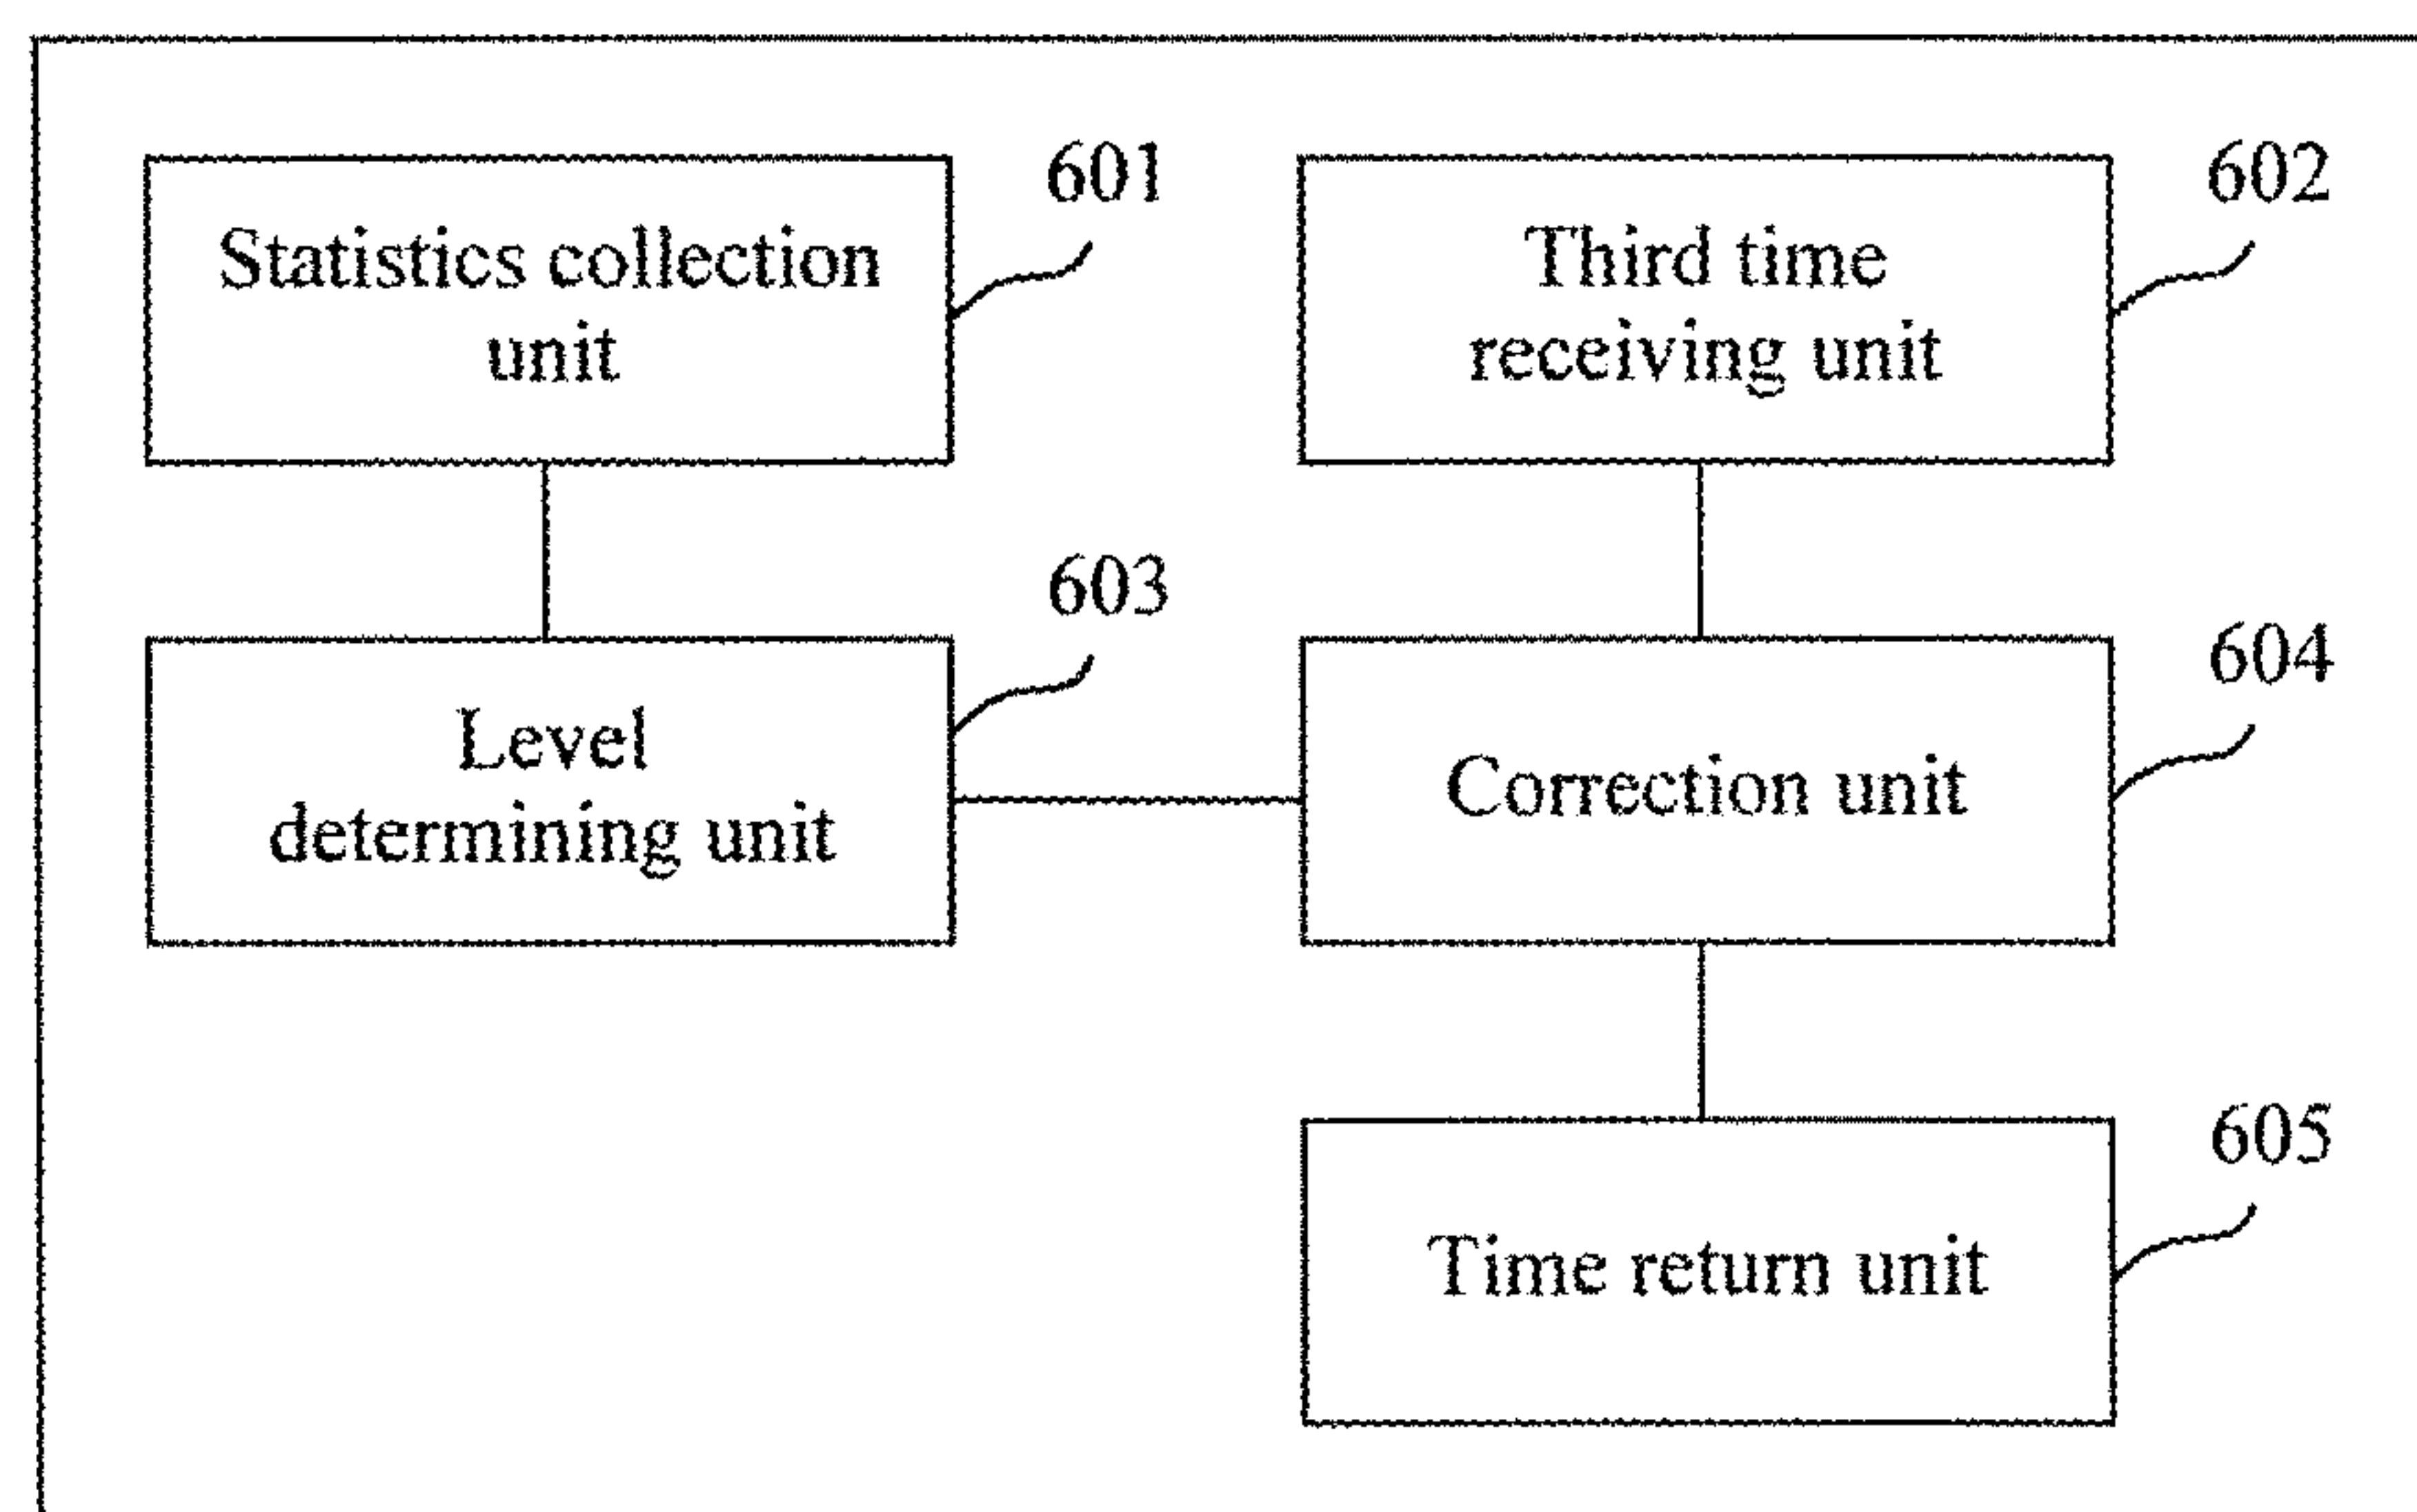 601
Statistics collection
unit
602
Third time
receiving unit
603
Level
determining unit
604
Correction unit
605
Time return unit